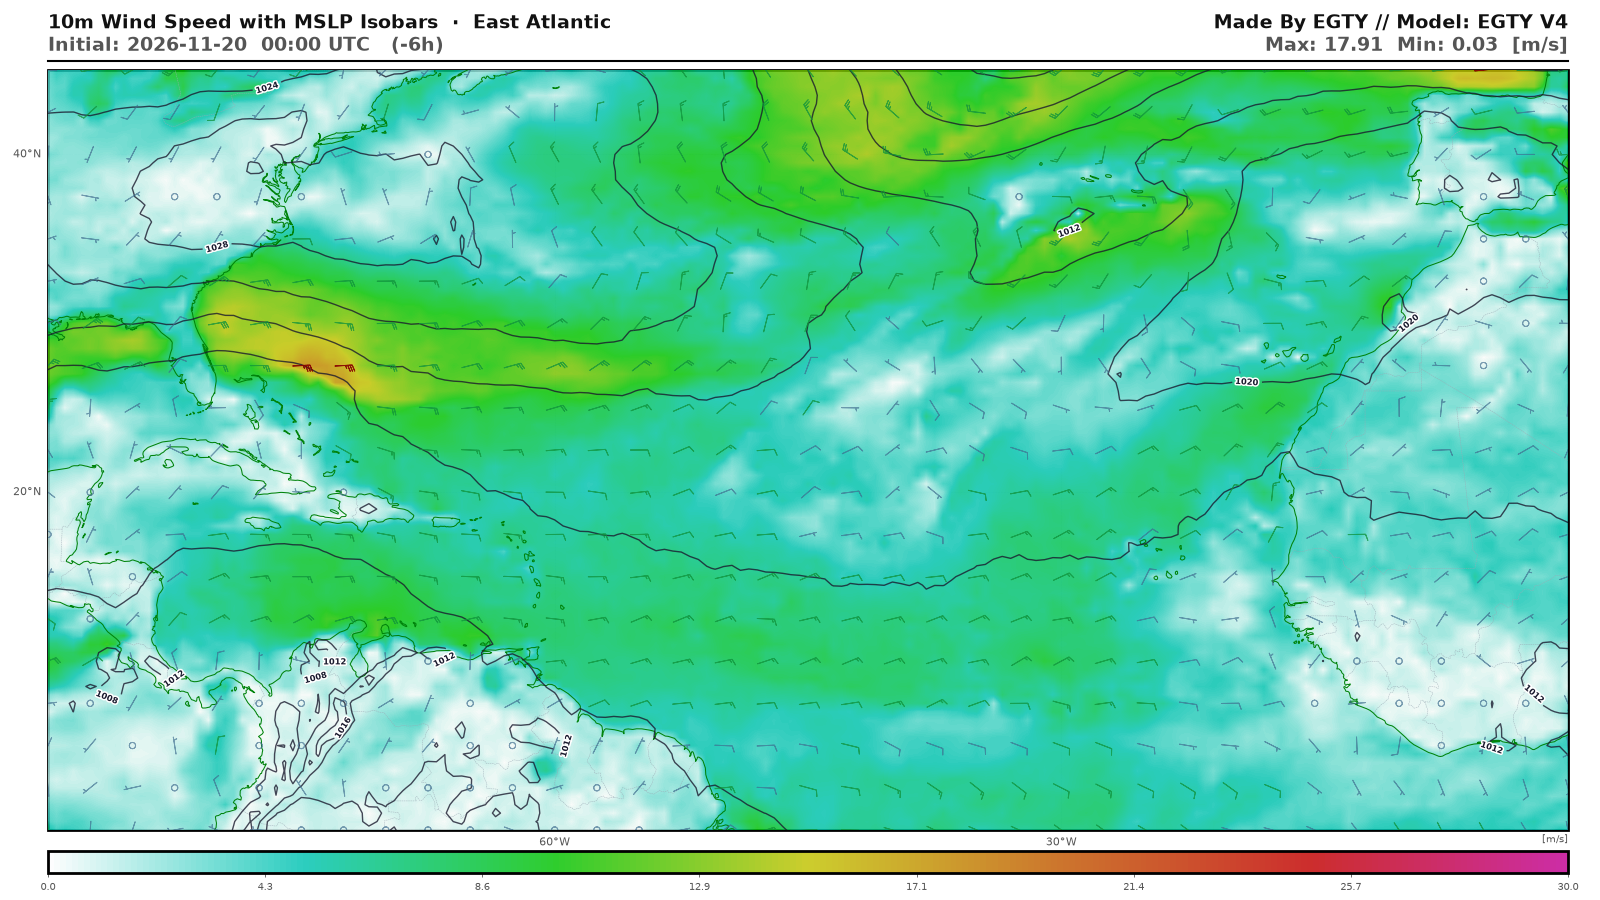 10m Wind Speed with MSLP Isobars · East Atlantic
Made By EGTY // Model: EGTY V4
Initial: 2026-11-20 00:00 UTC (-6h)
Max: 17.91 Min: 0.03 [m/s]
1024
40°N
1012
1028
1020
1020
20°N
1012
1012
1012
1008
1008
1012
1016
1012
1012
60°W
30°W
[m/s]
0.0
4.3
8.6
12.9
17.1
21.4
25.7
30.0